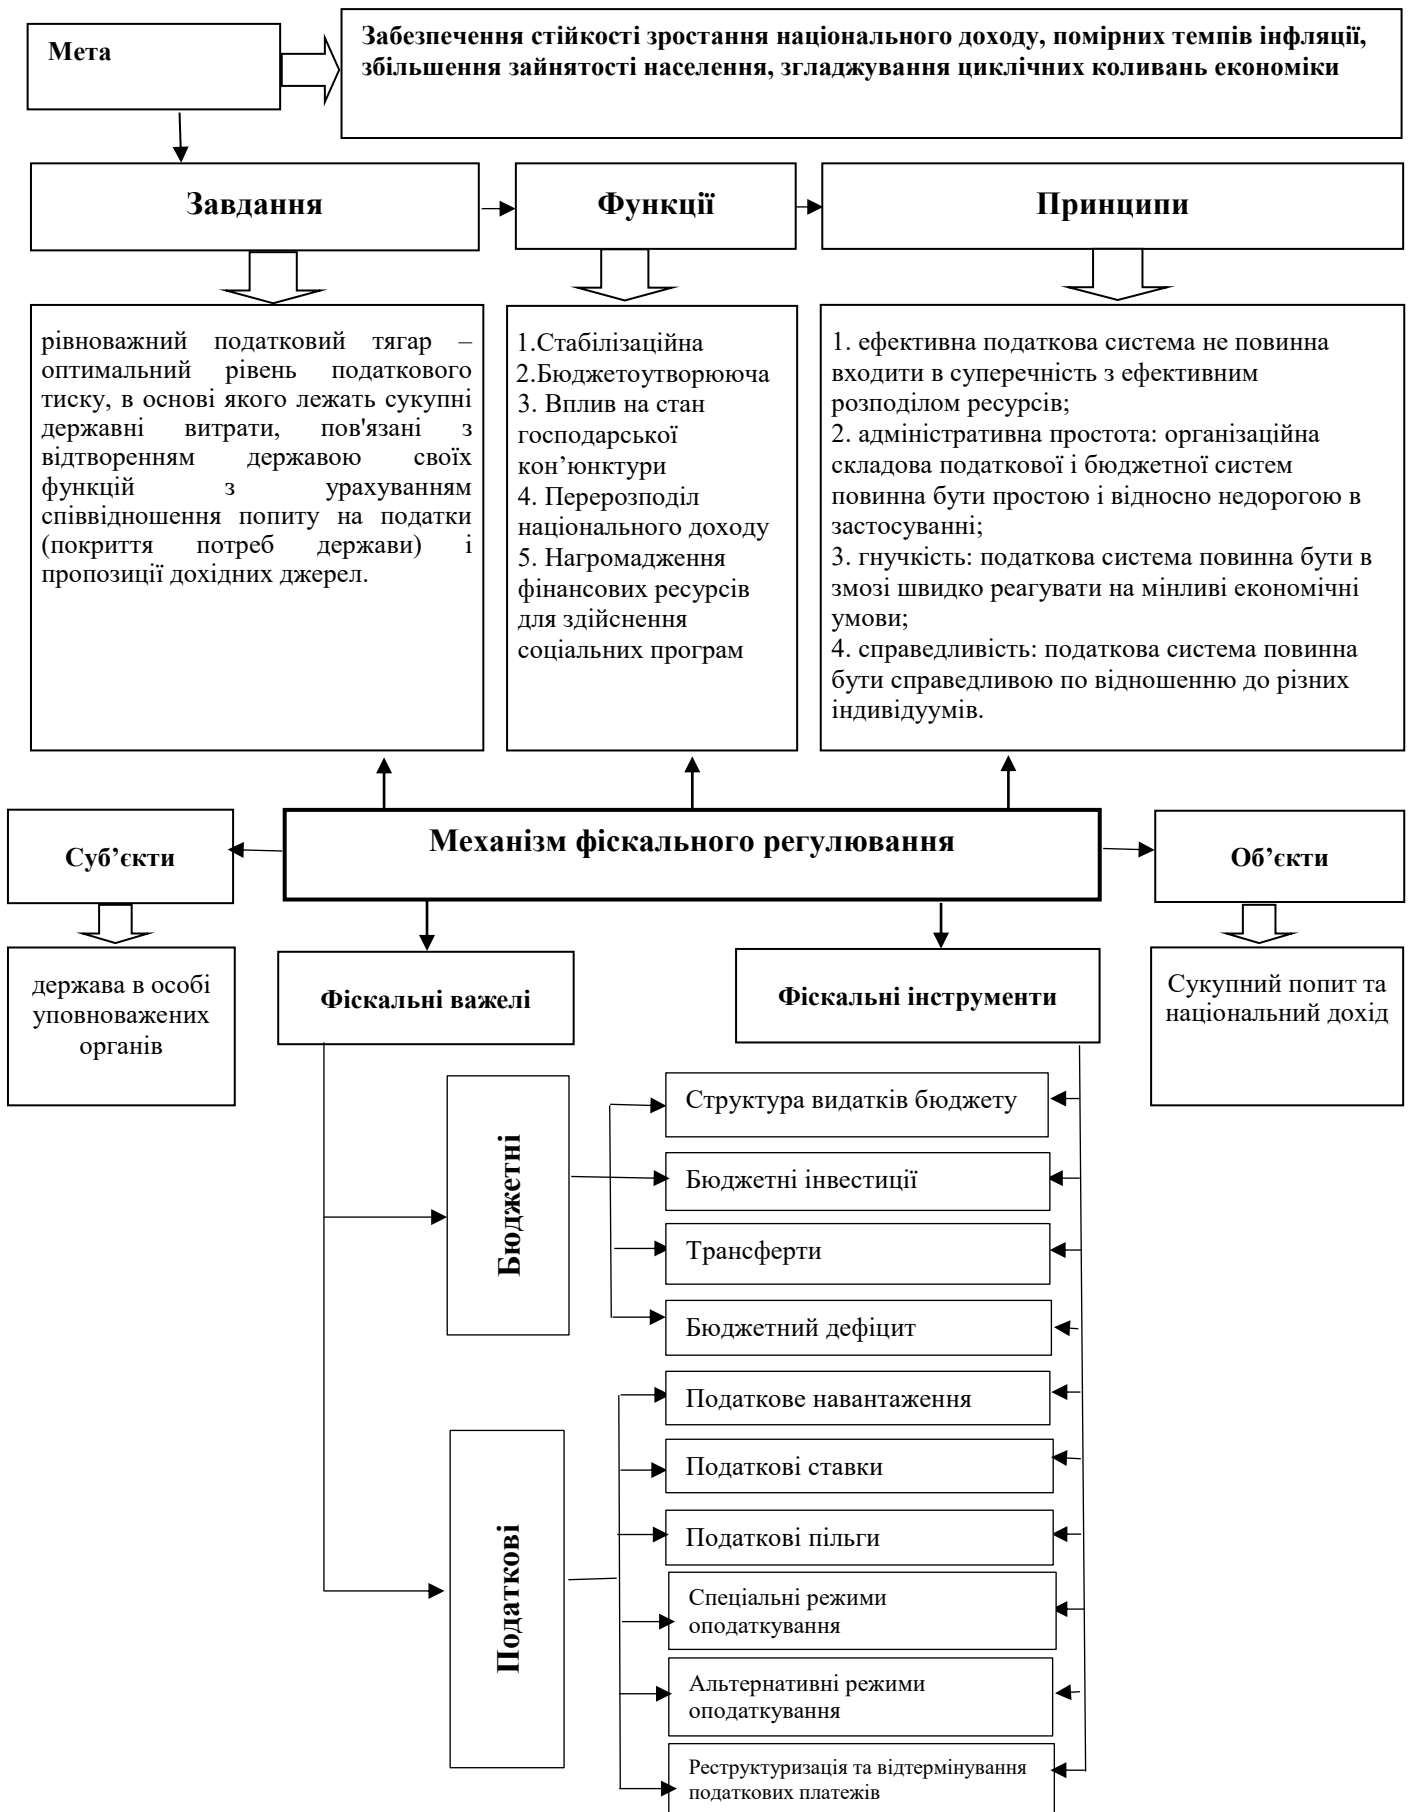 Мета
Забезпечення стійкості зростання національного доходу, помірних темпів інфляції,
збільшення зайнятості населення, згладжування циклічних коливань економіки
Завдання
Функції
Принципи
рівноважний податковий тягар –
оптимальний рівень податкового
тиску, в основі якого лежать сукупні
державні витрати, пов'язані з
відтворенням державою своїх
функцій з урахуванням
співвідношення попиту на податки
(покриття потреб держави) і
пропозиції дохідних джерел.
1.Стабілізаційна
2.Бюджетоутворююча
3. Вплив на стан
господарської
кон’юнктури
4. Перерозподіл
національного доходу
5. Нагромадження
фінансових ресурсів
для здійснення
соціальних програм
1. ефективна податкова система не повинна
входити в суперечність з ефективним
розподілом ресурсів;
2. адміністративна простота: організаційна
складова податкової і бюджетної систем
повинна бути простою і відносно недорогою в
застосуванні;
3. гнучкість: податкова система повинна бути в
змозі швидко реагувати на мінливі економічні
умови;
4. справедливість: податкова система повинна
бути справедливою по відношенню до різних
індивідуумів.
Механізм фіскального регулювання
Суб’єкти
Об’єкти
держава в особі
уповноважених
органів
Фіскальні важелі
Фіскальні інструменти
Сукупний попит та
національний дохід
Бюджетні
Структура видатків бюджету
Бюджетні інвестиції
Трансферти
Бюджетний дефіцит
Податкові
Податкове навантаження
Податкові ставки
Податкові пільги
Спеціальні режими
оподаткування
Альтернативні режими
оподаткування
Реструктуризація та відтермінування
податкових платежів